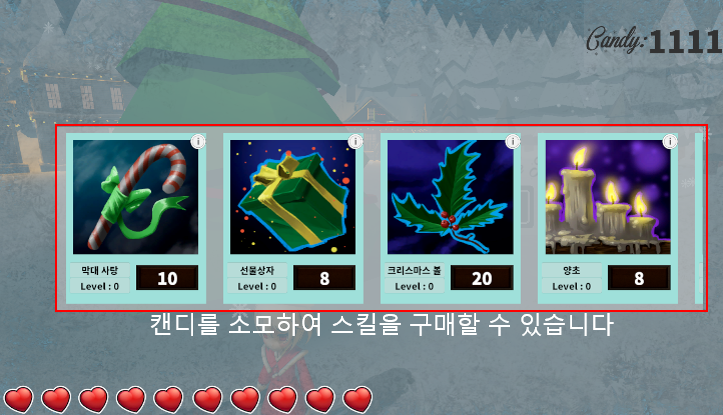 Candy: 1111
막대 사탕
Level : 0
10
선물상자
Level : 0
8
크리스마스 볼
Level : 0
20
양초
Level : 0
8
캔디를 소모하여 스킬을 구매할 수 있습니다